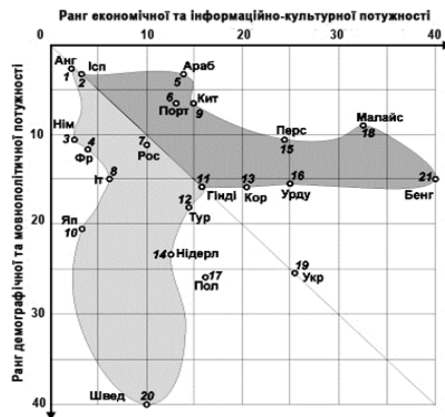 Ранг економічної та інформаційно-культурної потужності
0 10 20 30 40
Ранг демографічної та мовнополітичної потужності
10
20
30
40
Анг
1
Ісп
2
Араб
5
6
Порт
Кит
9
Малайс
18
Нім
3
4
Фр
7
Рос
Перс
15
8
Іт
11
Гінді
13
Кор
16
Урду
21
Бенг
12
Тур
Яп
10
14 Нідерл
17
Пол
19
Укр
Швед 20